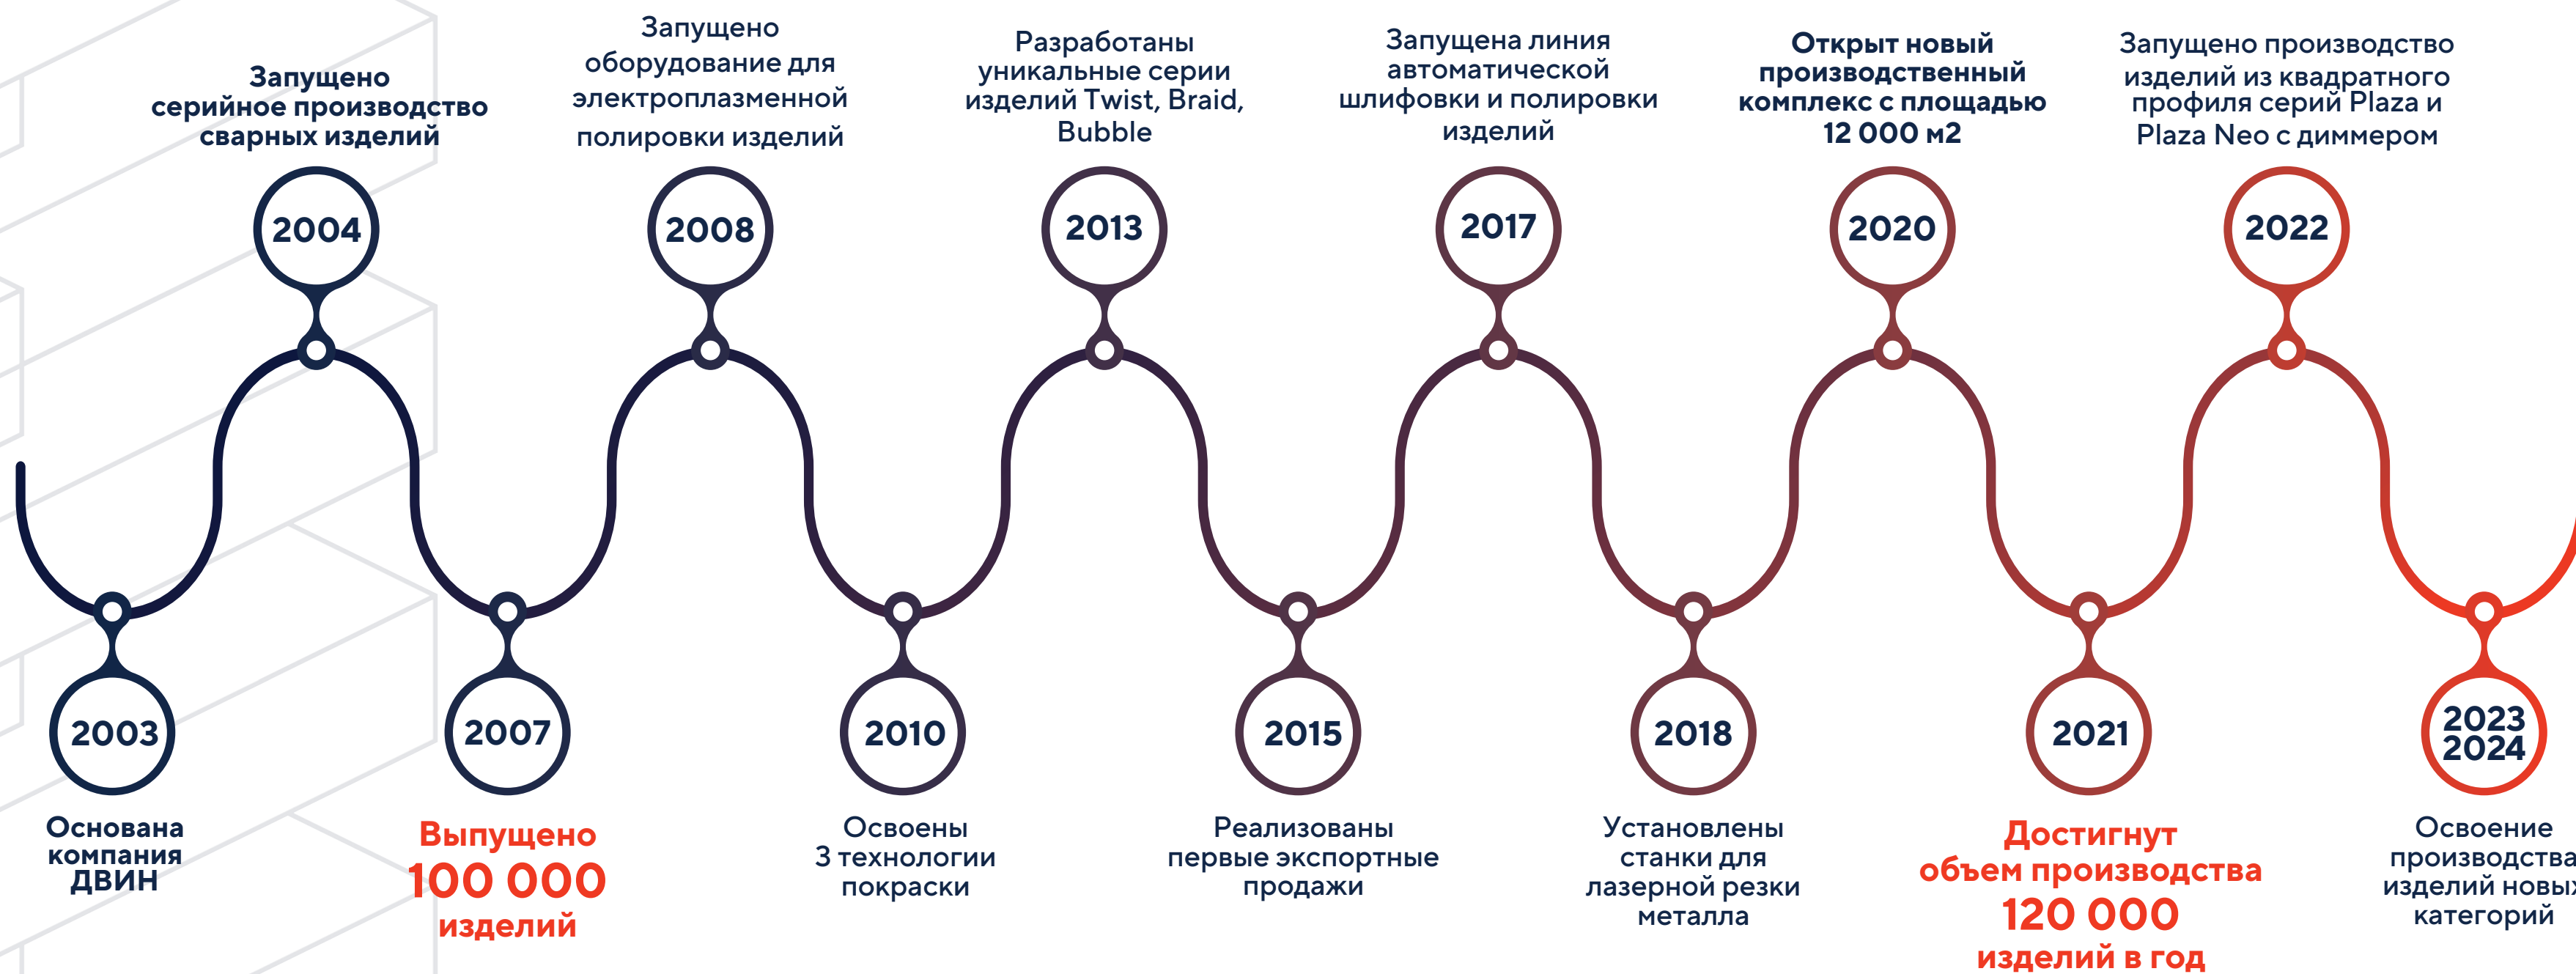 Запущено
серийное производство
сварных изделий
2004
Запущено
оборудование для
электроплазменной
полировки изделий
2008
Разработаны
уникальные серии
изделий Twist, Braid,
Bubble
2013
Запущена линия
автоматической
шлифовки и полировки
изделий
2017
Открыт новый
производственный
комплекс с площадью
12 000 м2
2020
Запущено производство
изделий из квадратного
профиля серий Plaza и
Plaza Neo с диммером
2022
2003
Основана
компания
ДВИН
2007
Выпущено
100 000
изделий
2010
Освоены
3 технологии
покраски
2015
Реализованы
первые экспортные
продажи
2018
Установлены
станки для
лазерной резки
металла
2021
Достигнут
объем производства
120 000
изделий в год
2023
2024
Освоение
производства
изделий новых
категорий